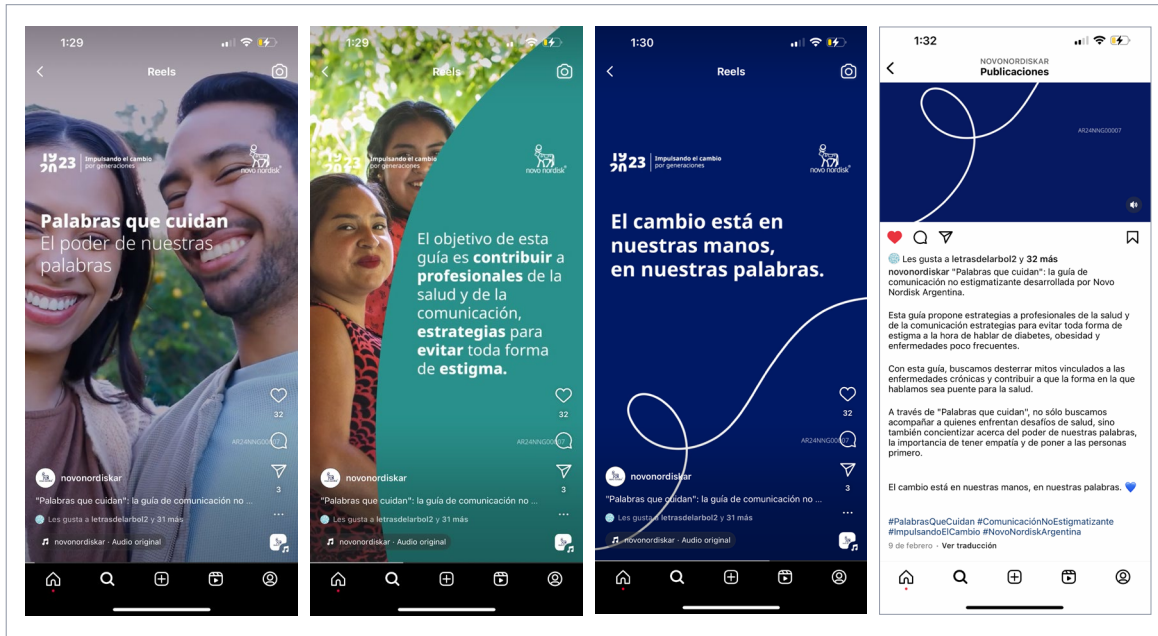 1:29
Reels
1923
2023
Impulsando el cambio
por generaciones
novo nordisk®
Palabras que cuidan
El poder de nuestras
palabras
32
AR24NNG00007
3
novonordiskar
"Palabras que cuidan": la guía de comunicación no ...
Les gusta a letrasdelarbol2 y 31 más
novonordiskar · Audio original
1:29
Reels
1923
2023
Impulsando el cambio
por generaciones
novo nordisk®
El objetivo de esta
guía es contribuir a
profesionales de la
salud y de la
comunicación,
estrategias para
evitar toda forma
de estigma.
32
AR24NNG00007
3
novonordiskar
"Palabras que cuidan": la guía de comunicación no ...
Les gusta a letrasdelarbol2 y 31 más
novonordiskar · Audio original
1:30
Reels
1923
2023
Impulsando el cambio
por generaciones
novo nordisk®
El cambio está en
nuestras manos,
en nuestras palabras.
32
AR24NNG00007
3
novonordiskar
"Palabras que cuidan": la guía de comunicación no ...
Les gusta a letrasdelarbol2 y 31 más
novonordiskar · Audio original
1:32
NOVONORDISKAR
Publicaciones
AR24NNG00007
Les gusta a letrasdelarbol2 y 32 más
novonordiskar "Palabras que cuidan": la guía de
comunicación no estigmatizante desarrollada por Novo
Nordisk Argentina.
Esta guía propone estrategias a profesionales de la salud y
de la comunicación estrategias para evitar toda forma de
estigma a la hora de hablar de diabetes, obesidad y
enfermedades poco frecuentes.
Con esta guía, buscamos desterrar mitos vinculados a las
enfermedades crónicas y contribuir a que la forma en la que
hablamos sea puente para la salud.
A través de "Palabras que cuidan", no sólo buscamos
acompañar a quienes enfrentan desafíos de salud, sino
también concientizar acerca del poder de nuestras palabras,
la importancia de tener empatía y de poner a las personas
primero.
El cambio está en nuestras manos, en nuestras palabras. 💙
#PalabrasQueCuidan #ComunicaciónNoEstigmatizante
#ImpulsandoElCambio #NovoNordiskArgentina
9 de febrero · Ver traducción